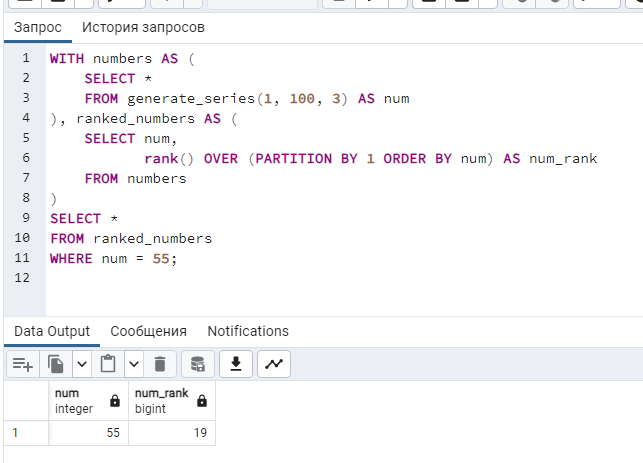 Запрос История запросов
1 WITH numbers AS (
2 SELECT *
3 FROM generate_series(1, 100, 3) AS num
4 ), ranked_numbers AS (
5 SELECT num,
6 rank() OVER (PARTITION BY 1 ORDER BY num) AS num_rank
7 FROM numbers
8 )
9 SELECT *
10 FROM ranked_numbers
11 WHERE num = 55;
12
Data Output Сообщения Notifications
num num_rank
integer bigint
1 55 19